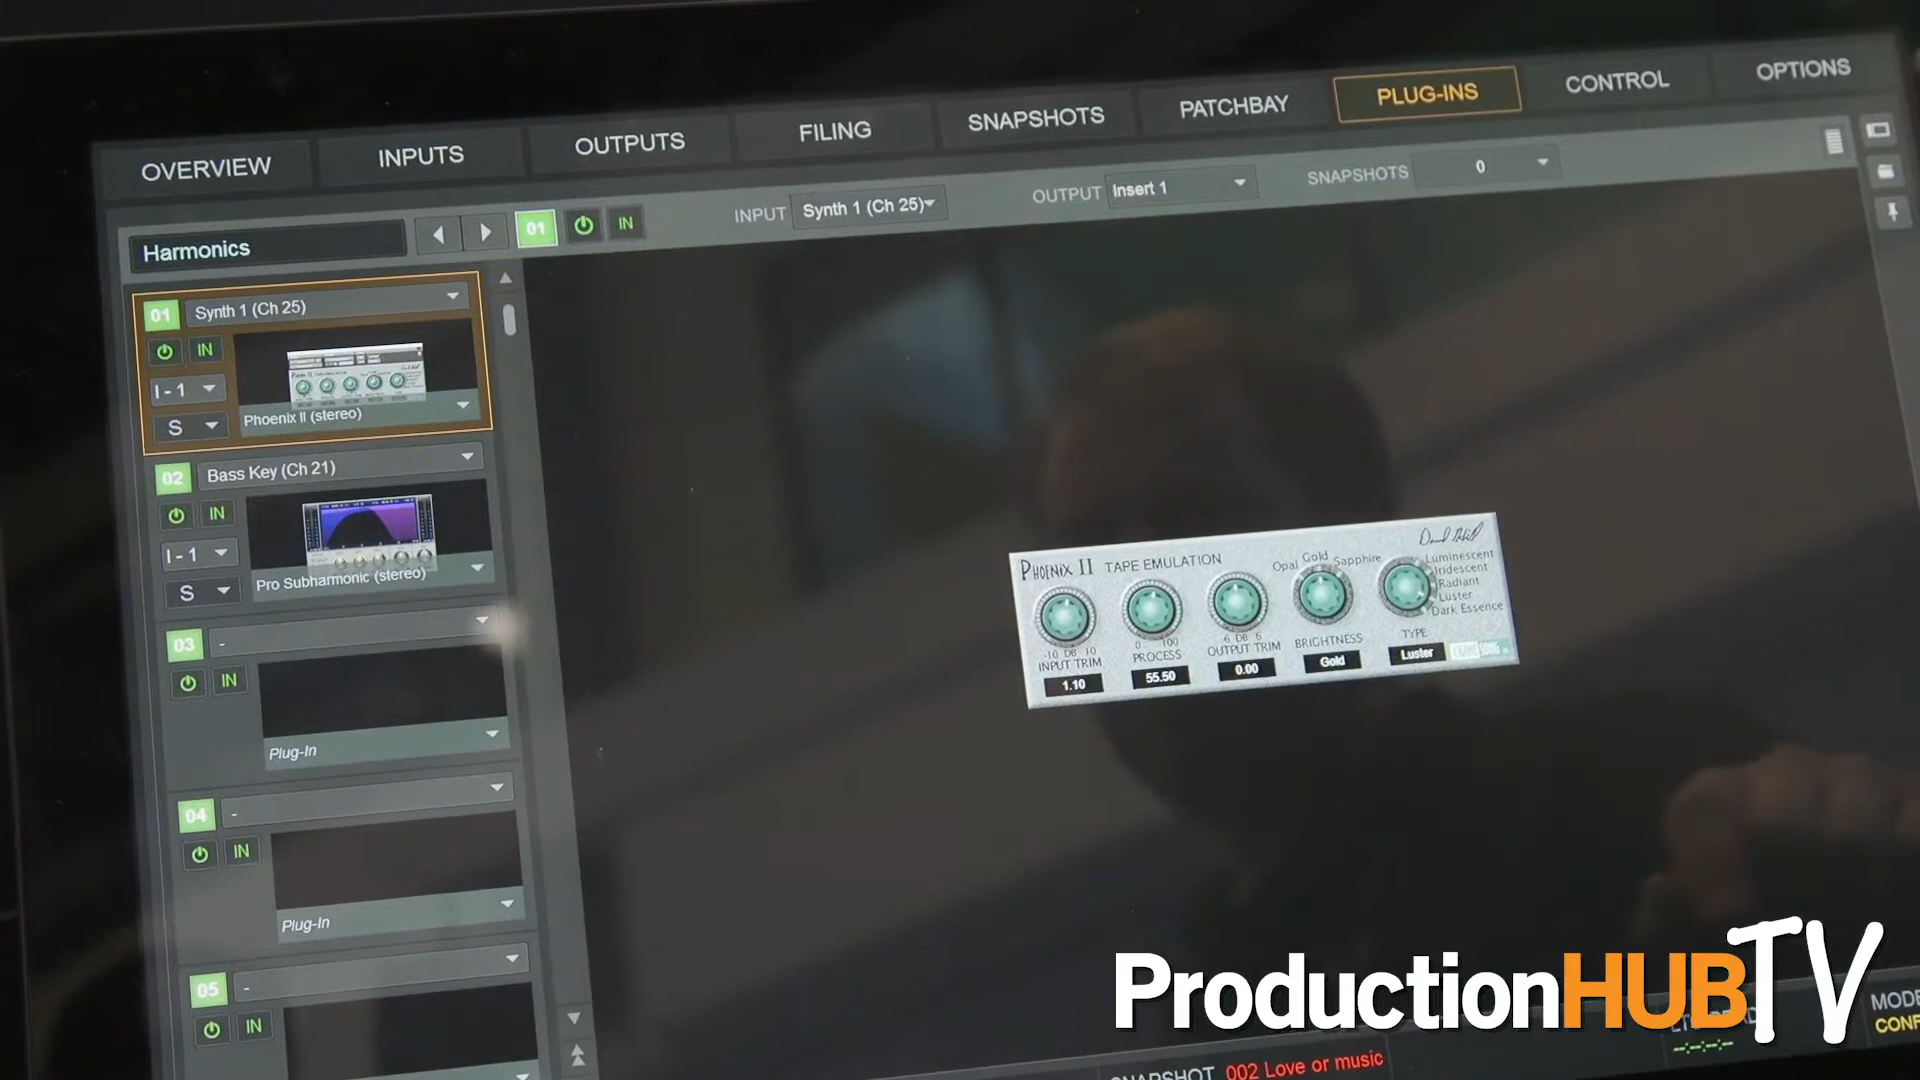 OVERVIEW INPUTS OUTPUTS FILING SNAPSHOTS PATCHBAY PLUG-INS CONTROL OPTIONS
Harmonics 01 IN INPUT Synth 1 (Ch 25) OUTPUT Insert 1 SNAPSHOTS 0
01 Synth 1 (Ch 25)
IN
I - 1
S Phoenix II (stereo)
02 Bass Key (Ch 21)
IN
I - 1
S Pro Subharmonic (stereo)
03 -
IN
Plug-In
04 -
IN
Plug-In
05 -
IN
PHOENIX II TAPE EMULATION
Opal Gold Sapphire
Luminescent
Iridescent
Radiant
Luster
Dark Essence
-10 DB 10
0 100
6 DB 6
INPUT TRIM PROCESS OUTPUT TRIM BRIGHTNESS TYPE
1.10 55.50 0.00 Gold Luster
ProductionHUBTV
MODE
CONF
--:--:--:--
SNAPSHOT 002 Love or music